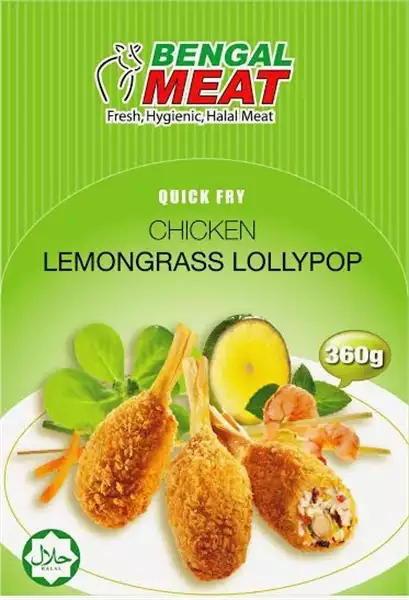 BENGAL
MEAT
Fresh, Hygienic, Halal Meat
QUICK FRY
CHICKEN
LEMONGRASS LOLLYPOP
360g
حلال
HALAL